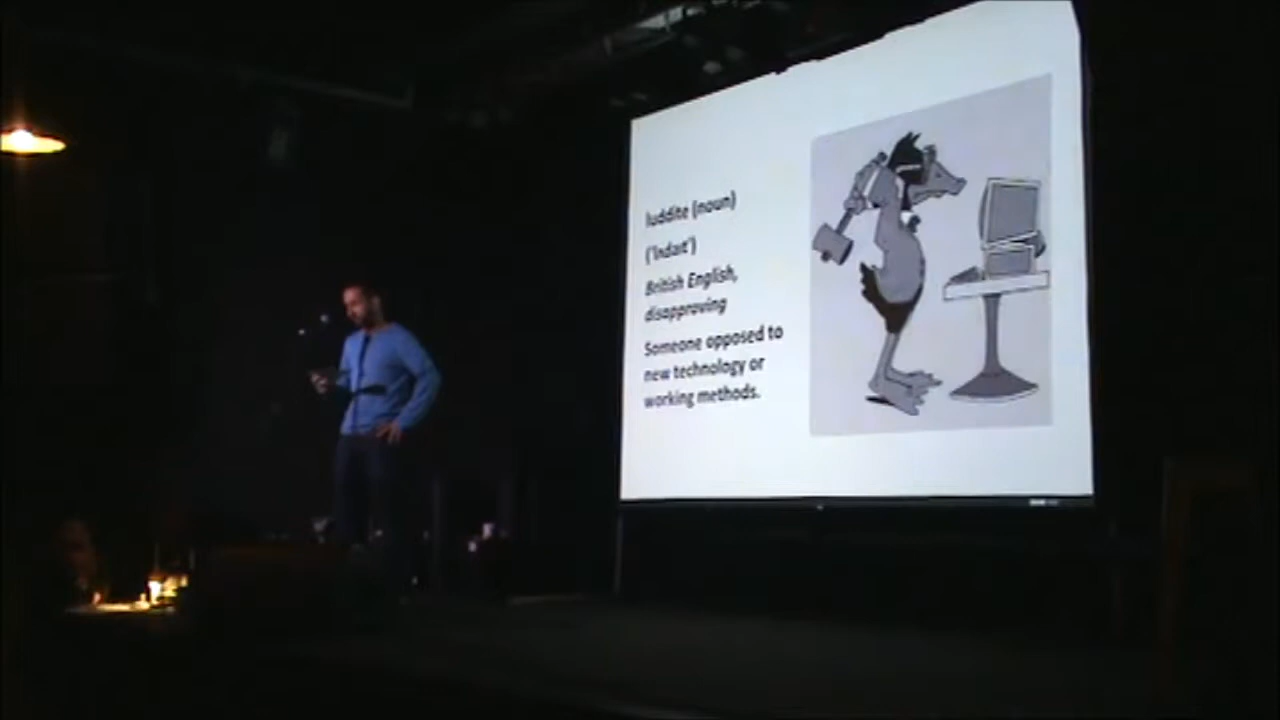 luddite (noun)
British English,
disapproving
Someone opposed to
new technology or
working methods.